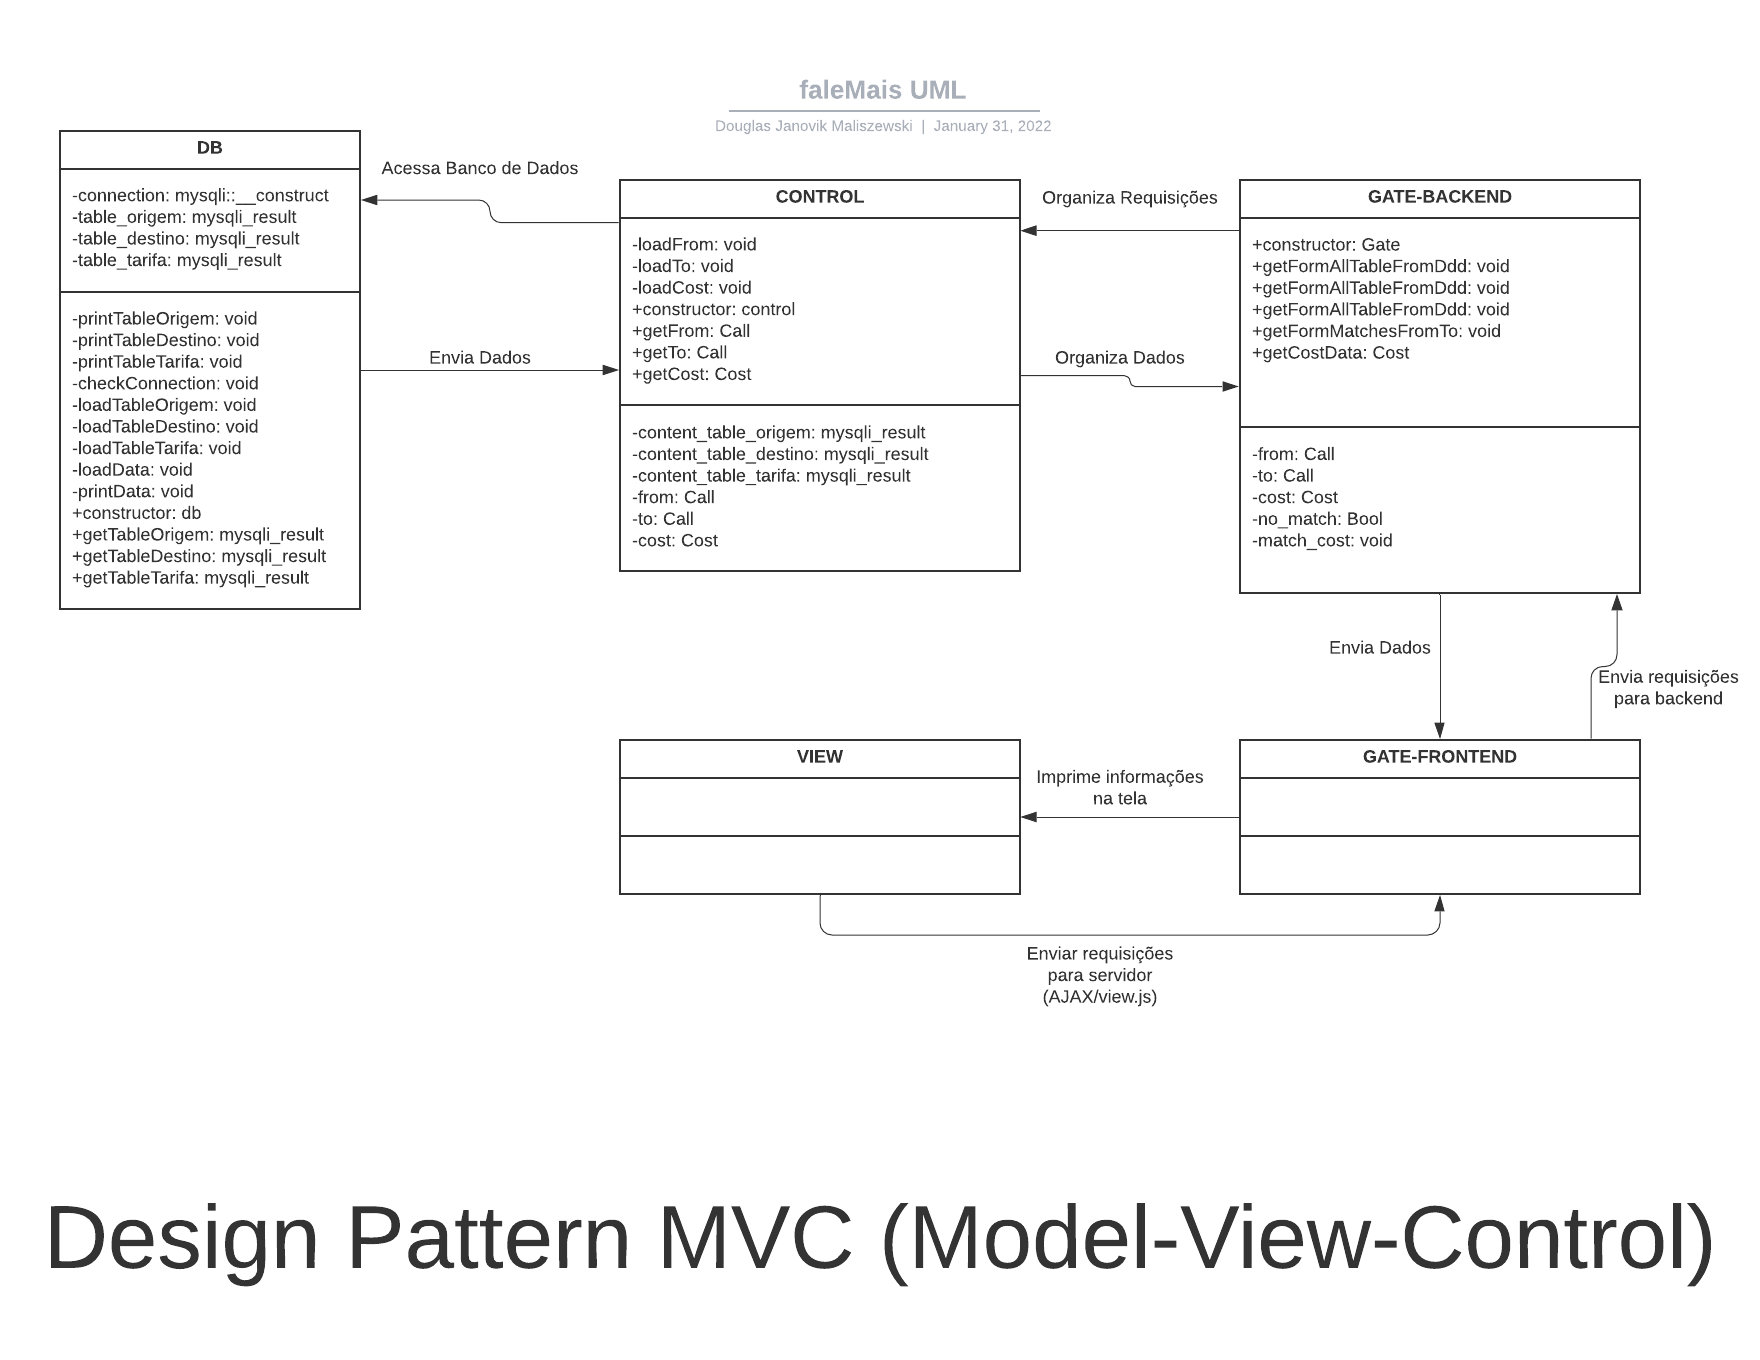 faleMais UML
Douglas Janovik Maliszewski | January 31, 2022
DB
-connection: mysqli::__construct
-table_origem: mysqli_result
-table_destino: mysqli_result
-table_tarifa: mysqli_result
-printTableOrigem: void
-printTableDestino: void
-printTableTarifa: void
-checkConnection: void
-loadTableOrigem: void
-loadTableDestino: void
-loadTableTarifa: void
-loadData: void
-printData: void
+constructor: db
+getTableOrigem: mysqli_result
+getTableDestino: mysqli_result
+getTableTarifa: mysqli_result
Acessa Banco de Dados
Envia Dados
CONTROL
-loadFrom: void
-loadTo: void
-loadCost: void
+constructor: control
+getFrom: Call
+getTo: Call
+getCost: Cost
-content_table_origem: mysqli_result
-content_table_destino: mysqli_result
-content_table_tarifa: mysqli_result
-from: Call
-to: Call
-cost: Cost
Organiza Requisições
Organiza Dados
GATE-BACKEND
+constructor: Gate
+getFormAllTableFromDdd: void
+getFormAllTableFromDdd: void
+getFormAllTableFromDdd: void
+getFormMatchesFromTo: void
+getCostData: Cost
-from: Call
-to: Call
-cost: Cost
-no_match: Bool
-match_cost: void
Envia Dados
Envia requisições
para backend
VIEW
Imprime informações
na tela
GATE-FRONTEND
Enviar requisições
para servidor
(AJAX/view.js)
Design Pattern MVC (Model-View-Control)